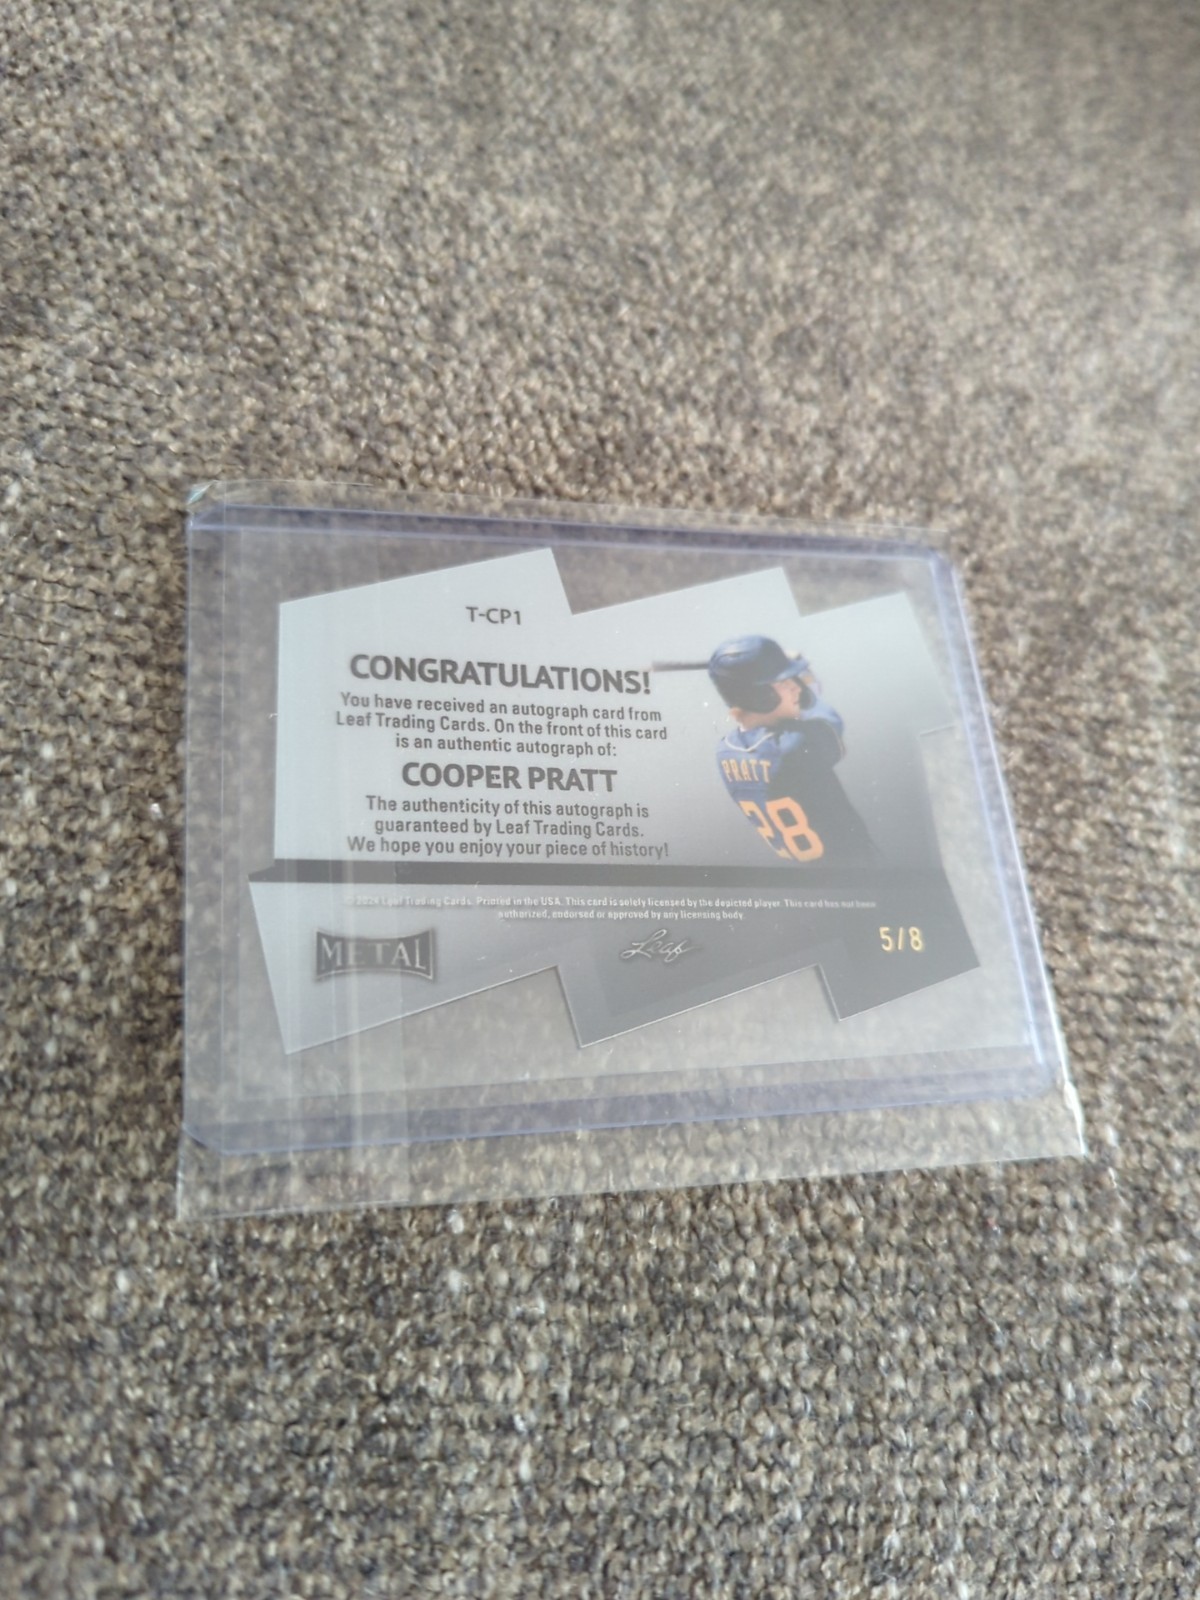 T-CP1
CONGRATULATIONS!
You have received an autograph card from
Leaf Trading Cards. On the front of this card
is an authentic autograph of:
COOPER PRATT
The authenticity of this autograph is
guaranteed by Leaf Trading Cards.
We hope you enjoy your piece of history!
PRATT
28
© 2024 Leaf Trading Cards. Printed in the USA. This card is solely licensed by the depicted player. This card has not been
authorized, endorsed or approved by any licensing body.
METAL
Leaf
5/8